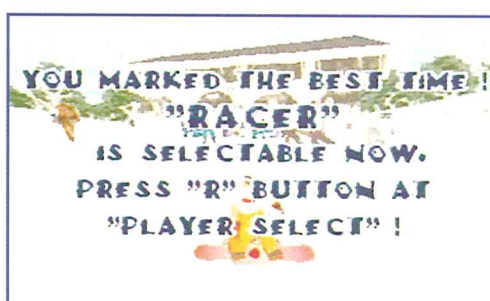 YOU MARKED THE BEST TIME !
"RACER"
IS SELECTABLE NOW.
PRESS "R" BUTTON AT
"PLAYER SELECT" !